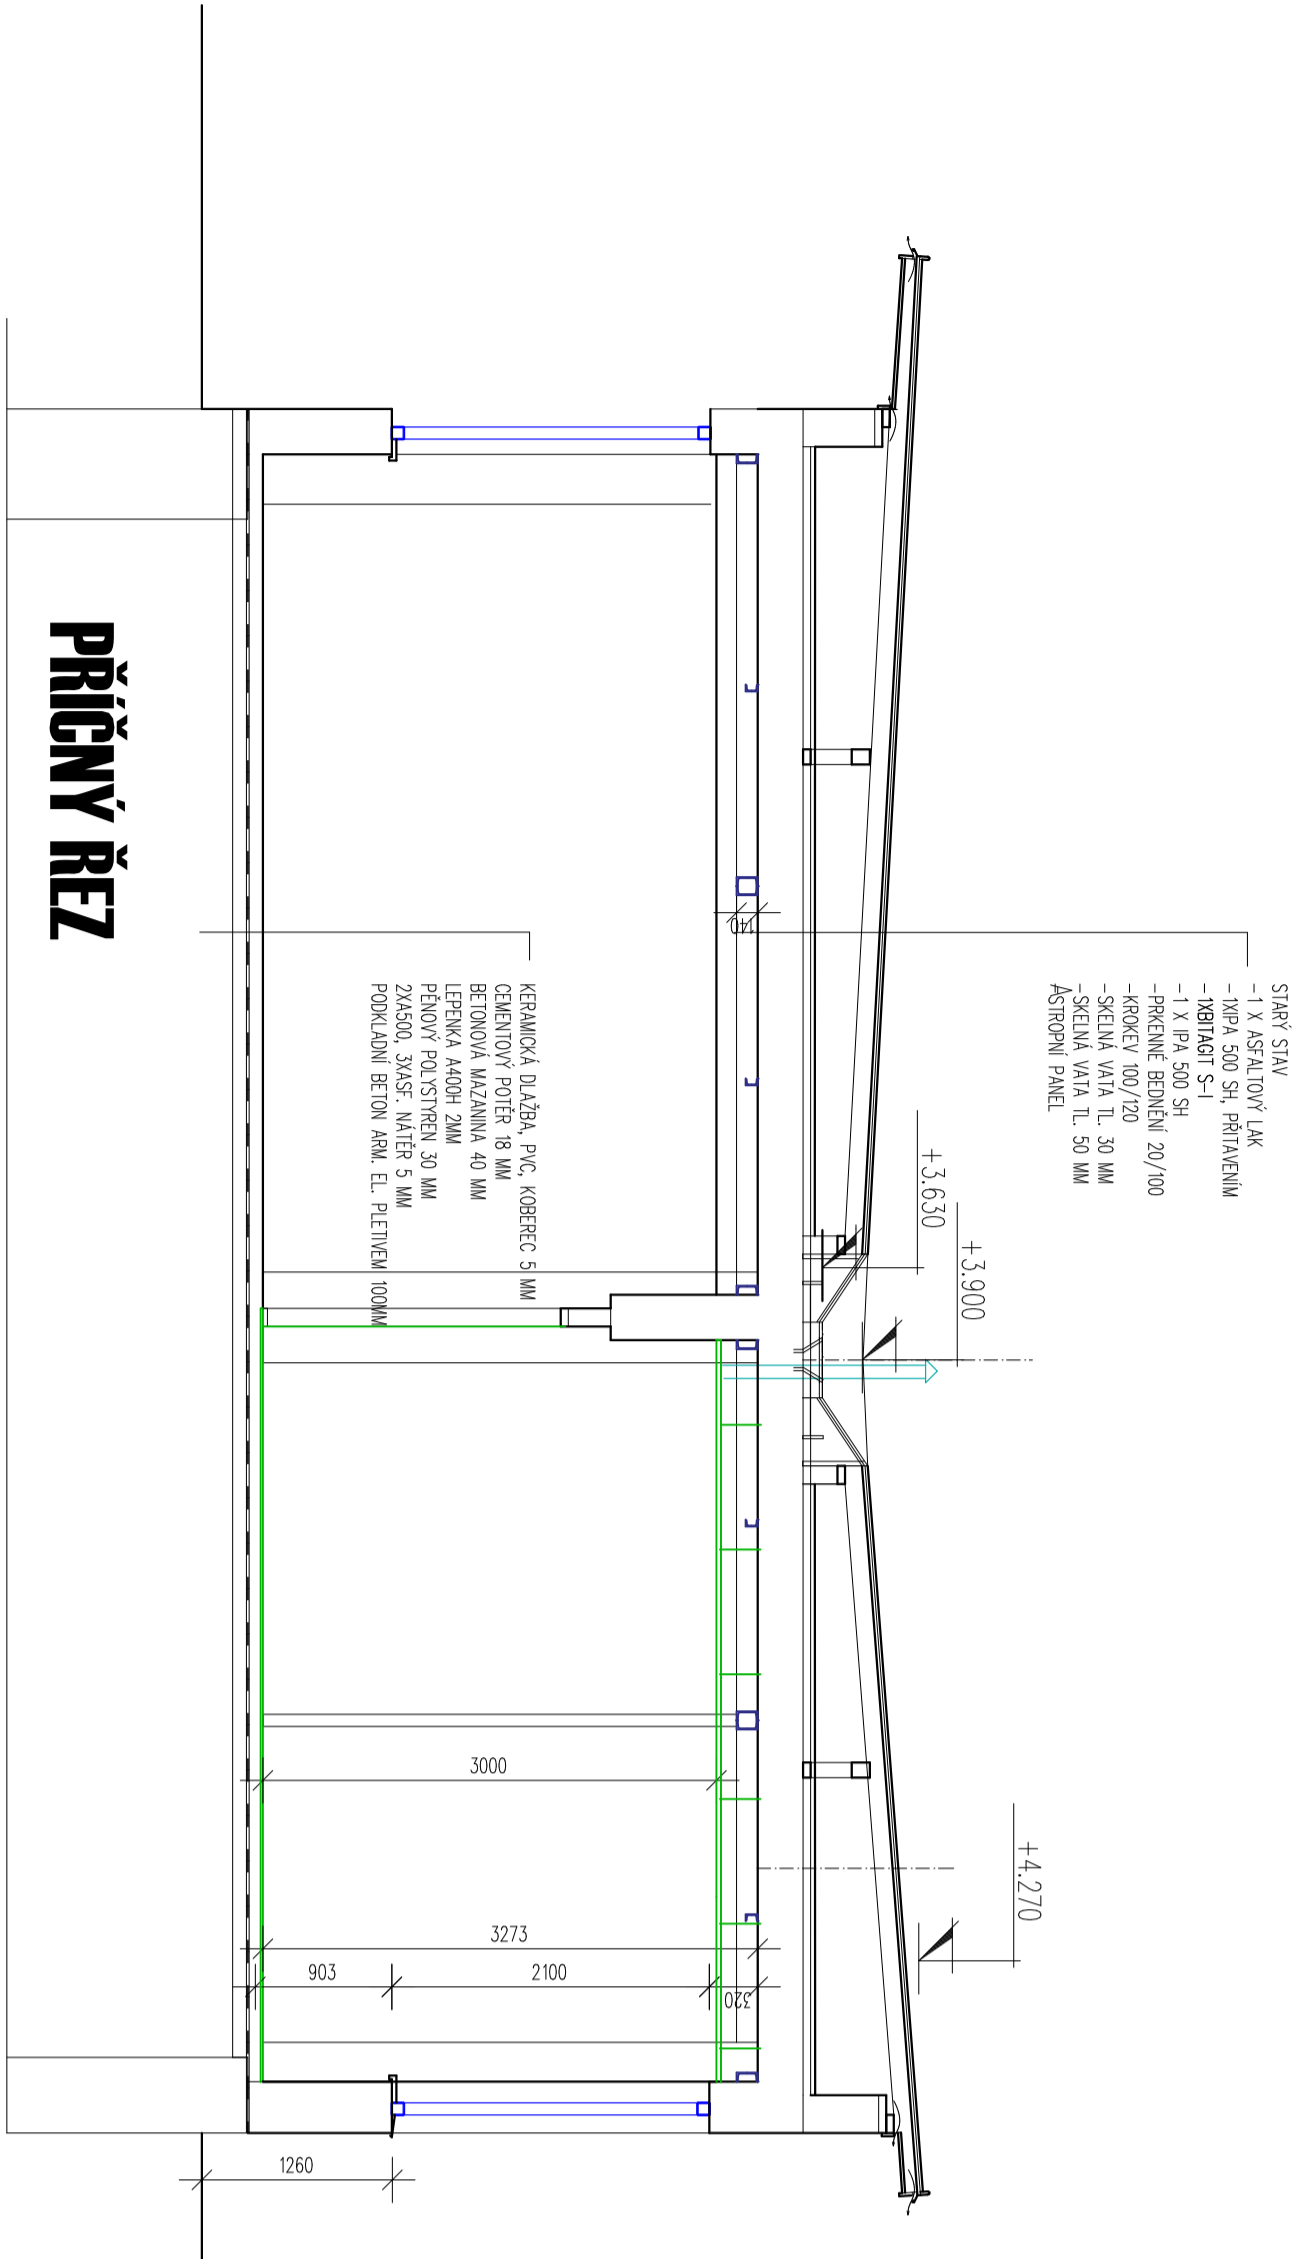 STARÝ STAV
-1 X ASFALTOVÝ LAK
-1XIPA 500 SH, PŘITAVENÍM
-1XBITAGIT S-I
-1 X IPA 500 SH
-PRKENNÉ BEDNĚNÍ 20/100
-KROKEV 100/120
-SKELNÁ VATA TL. 30 MM
-SKELNÁ VATA TL. 50 MM
ASTROPNÍ PANEL
+3.630
+3.900
+4.270
140
KERAMICKÁ DLAŽBA, PVC, KOBEREC 5 MM
CEMENTOVÝ POTĚR 18 MM
BETONOVÁ MAZANINA 40 MM
LEPENKA A400H 2MM
PĚNOVÝ POLYSTYREN 30 MM
2XA500, 3XASF. NÁTĚR 5 MM
PODKLADNÍ BETON ARM. EL. PLETIVEM 100MM
3000
3273
903
2100
320
1260
PŘÍČNÝ ŘEZ